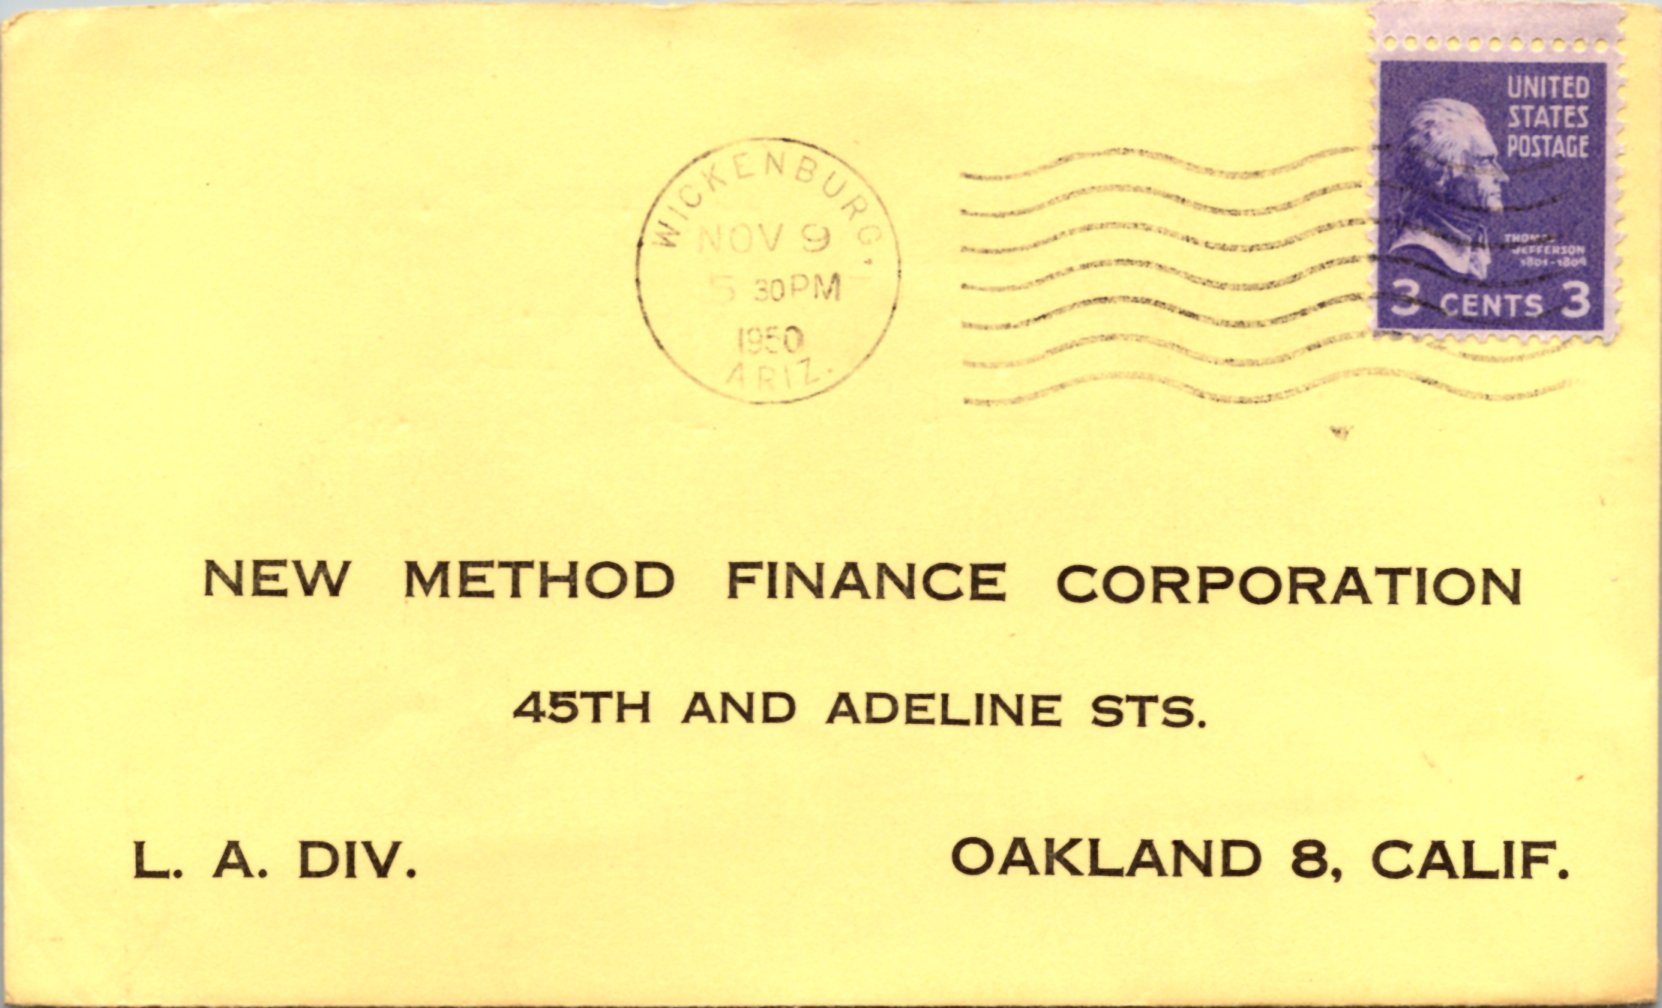 WICKENBURG,
NOV 9
5 30PM
1950
ARIZ.
UNITED
STATES
POSTAGE
THOMAS
JEFFERSON
1801-1809
3 CENTS 3
NEW METHOD FINANCE CORPORATION
45TH AND ADELINE STS.
L. A. DIV.
OAKLAND 8, CALIF.